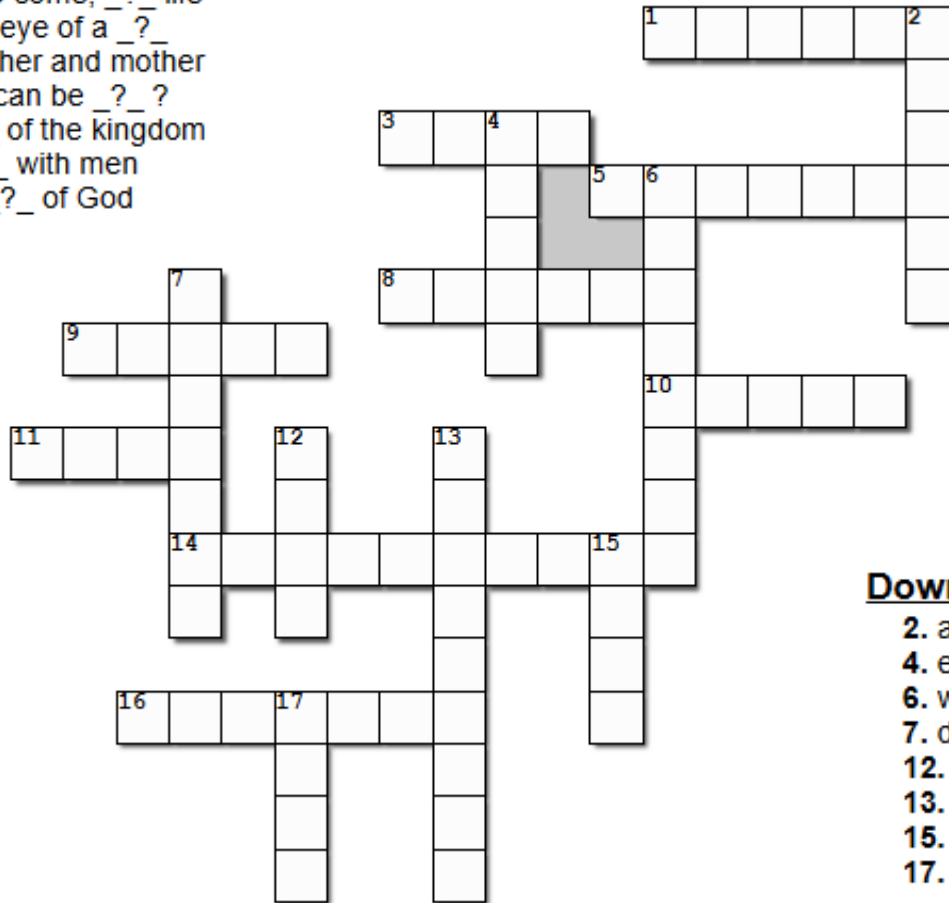 come, _?_ life
eye of a _?_
her and mother
can be _?_ ?
of the kingdom
_ with men
?_ of God
1 2
3 4
5 6
7 8
9
10
11 12 13
14 15
16 17
Down
2. a
4. e
6. w
7. d
12.
13.
15.
17.